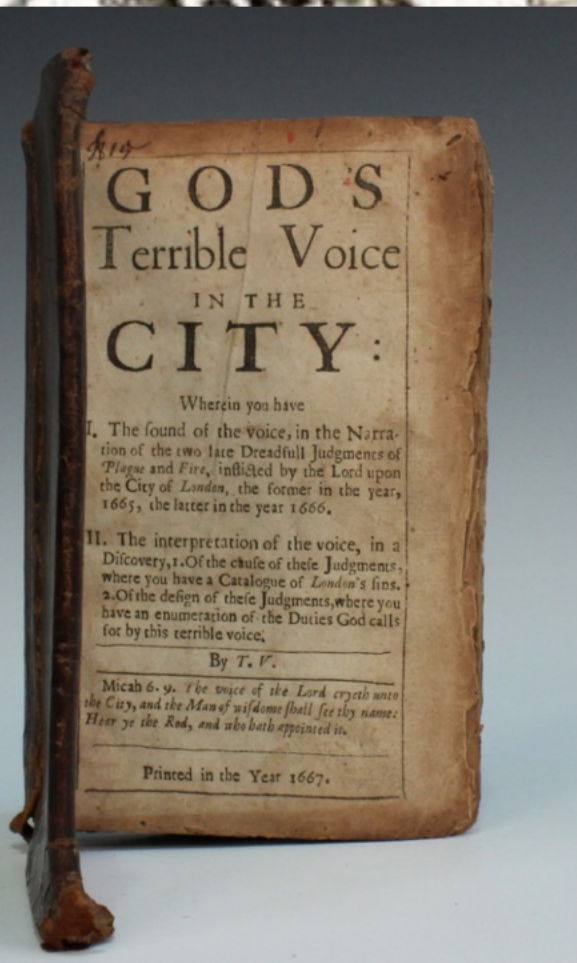 GODS
Terrible Voice
IN THE
CITY:
Wherein you have
I. The ſound of the voice, in the Narra-
tion of the two late Dreadfull Judgments of
Plague and Fire, inflicted by the Lord upon
the City of London, the former in the year,
1665, the latter in the year 1666.
II. The interpretation of the voice, in a
Diſcovery, 1. Of the cauſe of theſe Judgments,
where you have a Catalogue of London's ſins.
2. Of the deſign of theſe Judgments, where you
have an enumeration of the Duties God calls
for by this terrible voice.
By T. V.
Micah 6. 9. The voice of the Lord cryeth unto
the City, and the Man of wiſdome ſhall ſee thy name:
Hear ye the Rod, and who hath appointed it.
Printed in the Year 1667.